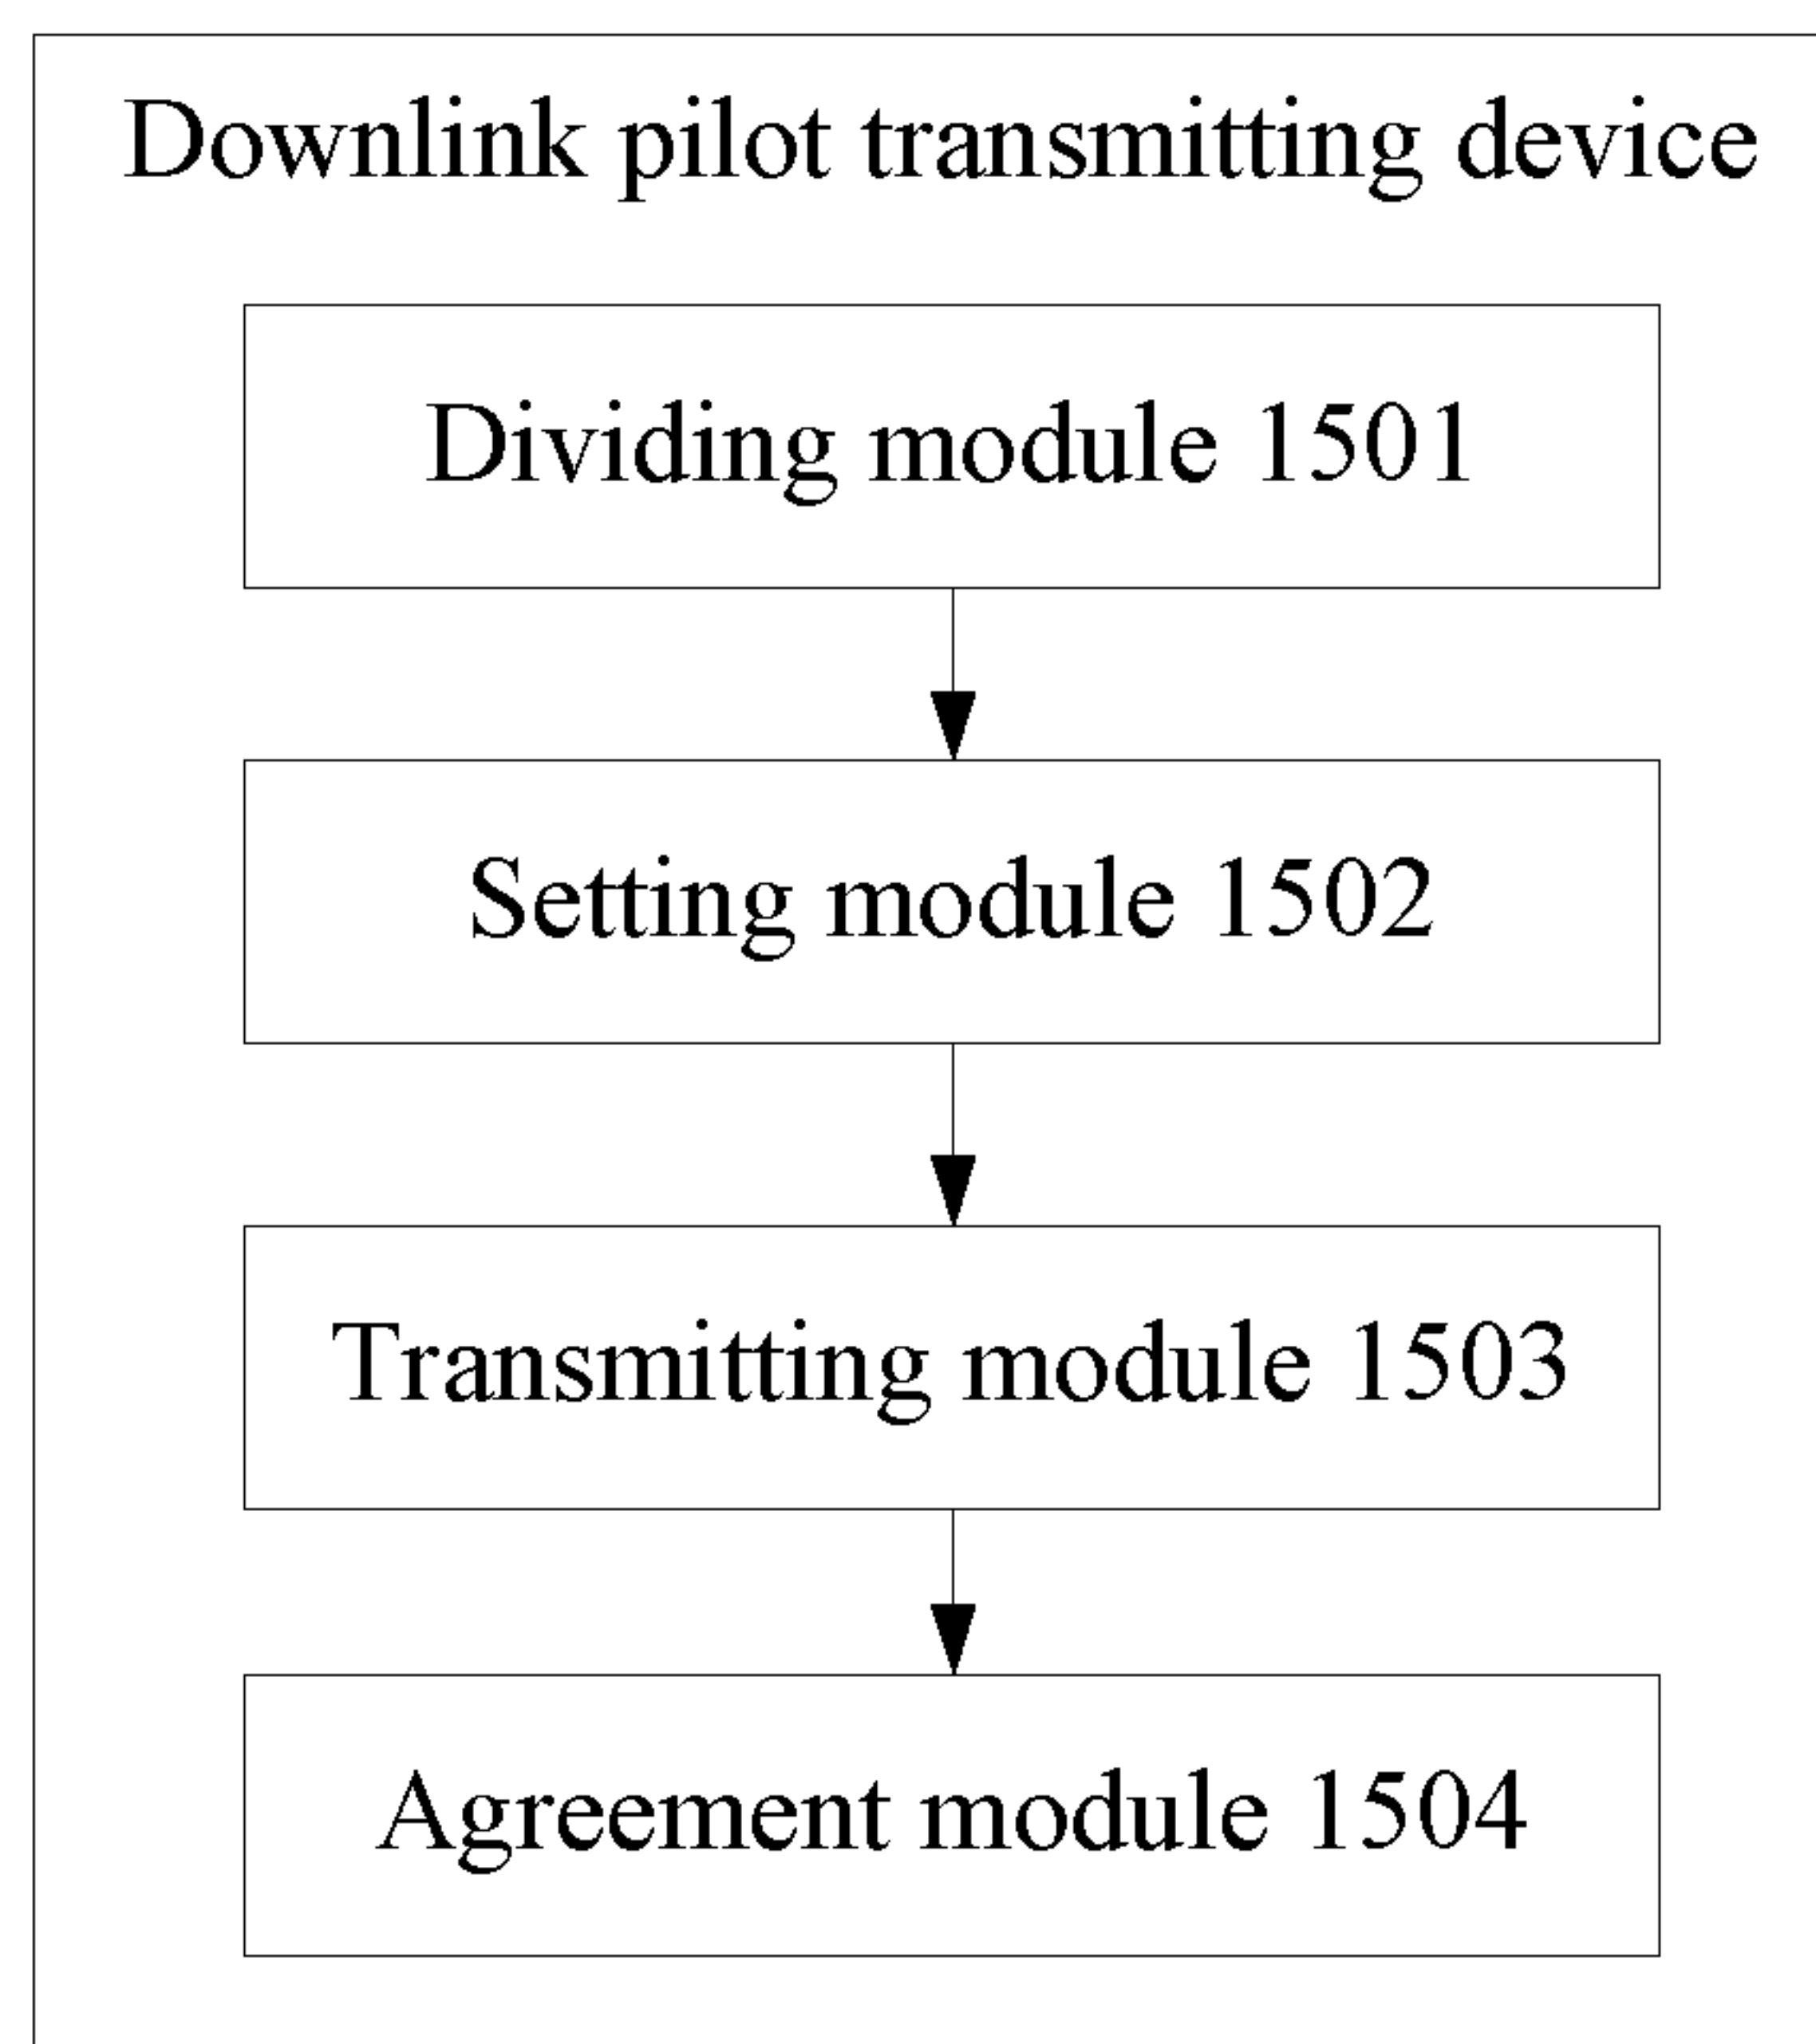 Downlink pilot transmitting device
Dividing module 1501
Setting module 1502
Transmitting module 1503
Agreement module 1504